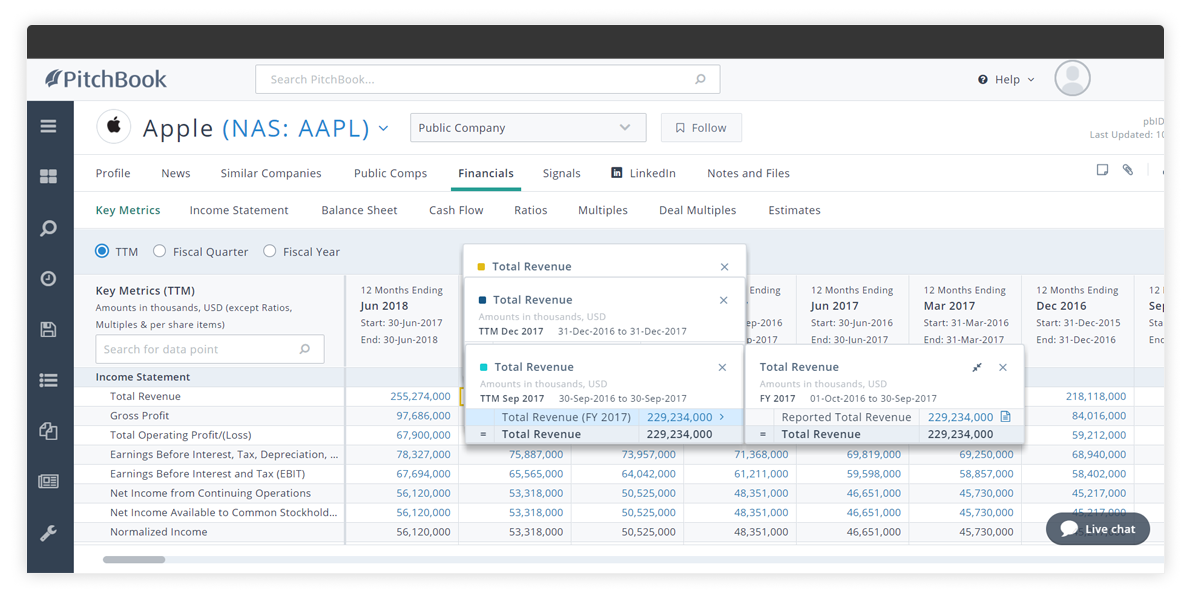 PitchBook
Search PitchBook...
Help
Apple (NAS: AAPL)
Public Company
Follow
pbID
Last Updated: 10
Profile News Similar Companies Public Comps Financials Signals LinkedIn Notes and Files
Key Metrics Income Statement Balance Sheet Cash Flow Ratios Multiples Deal Multiples Estimates
TTM Fiscal Quarter Fiscal Year
Key Metrics (TTM)
Amounts in thousands, USD (except Ratios,
Multiples & per share items)
Search for data point
12 Months Ending
Jun 2018
Start: 30-Jun-2017
End: 30-Jun-2018
Total Revenue
Total Revenue
Amounts in thousands, USD
TTM Dec 2017 31-Dec-2016 to 31-Dec-2017
Total Revenue
Amounts in thousands, USD
TTM Sep 2017 30-Sep-2016 to 30-Sep-2017
Total Revenue (FY 2017) 229,234,000
= Total Revenue 229,234,000
Total Revenue
Amounts in thousands, USD
FY 2017 01-Oct-2016 to 30-Sep-2017
Reported Total Revenue 229,234,000
= Total Revenue 229,234,000
Ending
ep-2016
p-2017
12 Months Ending
Jun 2017
Start: 30-Jun-2016
End: 30-Jun-2017
12 Months Ending
Mar 2017
Start: 31-Mar-2016
End: 31-Mar-2017
12 Months Ending
Dec 2016
Start: 31-Dec-2015
End: 31-Dec-2016
12
Sep
Star
End:
Income Statement
Total Revenue 255,274,000 218,118,000
Gross Profit 97,686,000 84,016,000
Total Operating Profit/(Loss) 67,900,000 59,212,000
Earnings Before Interest, Tax, Depreciation, ... 78,327,000 75,887,000 73,957,000 71,368,000 69,819,000 69,250,000 68,940,000
Earnings Before Interest and Tax (EBIT) 67,694,000 65,565,000 64,042,000 61,211,000 59,598,000 58,857,000 58,402,000
Net Income from Continuing Operations 56,120,000 53,318,000 50,525,000 48,351,000 46,651,000 45,730,000 45,217,000
Net Income Available to Common Stockhold... 56,120,000 53,318,000 50,525,000 48,351,000 46,651,000 45,730,000 45,217,000
Normalized Income 56,120,000 53,318,000 50,525,000 48,351,000 46,651,000 45,730,000
Live chat